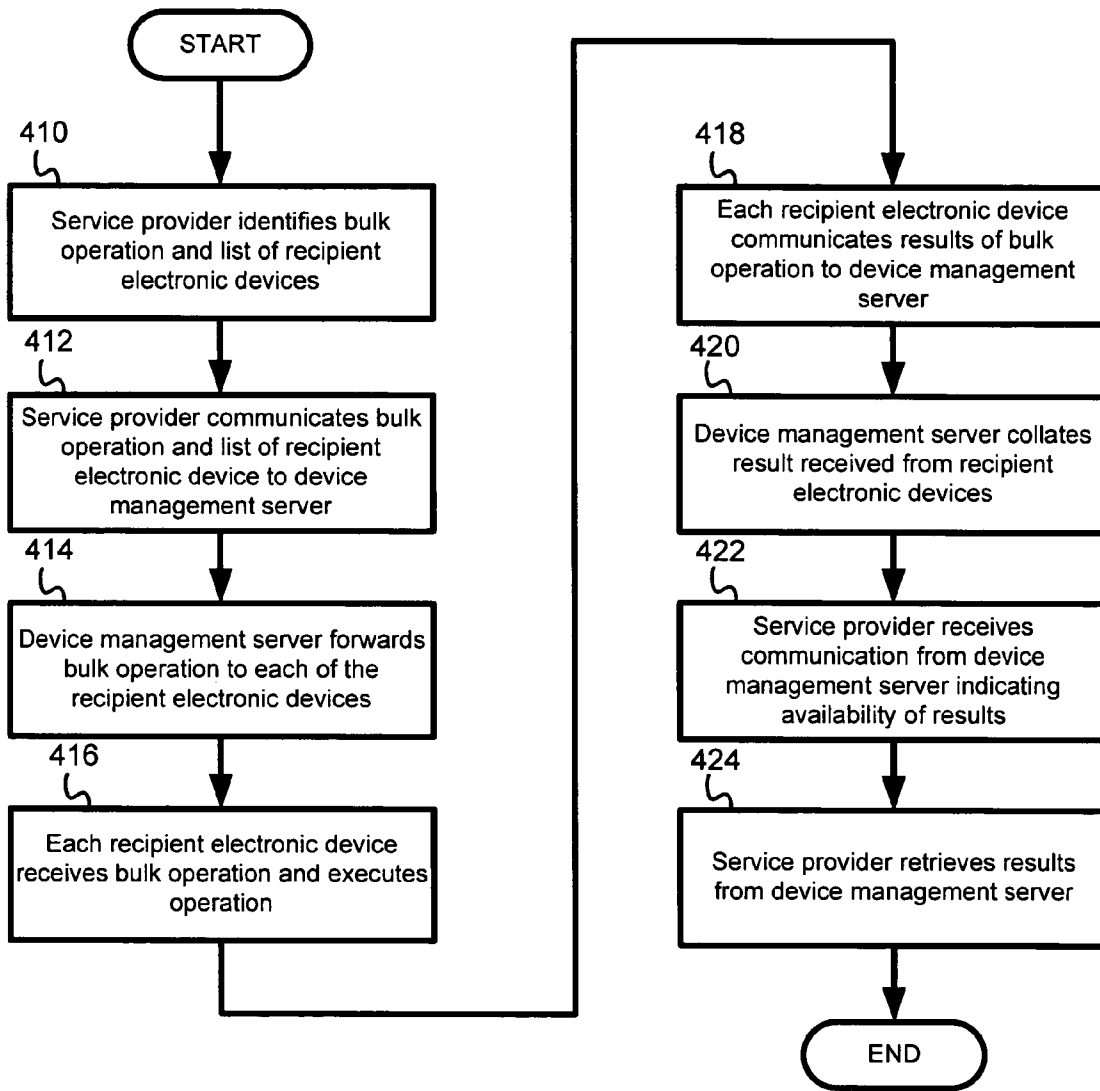 START
410
Service provider identifies bulk
operation and list of recipient
electronic devices
412
Service provider communicates bulk
operation and list of recipient
electronic device to device
management server
414
Device management server forwards
bulk operation to each of the
recipient electronic devices
416
Each recipient electronic device
receives bulk operation and executes
operation
418
Each recipient electronic device
communicates results of bulk
operation to device management
server
420
Device management server collates
result received from recipient
electronic devices
422
Service provider receives
communication from device
management server indicating
availability of results
424
Service provider retrieves results
from device management server
END